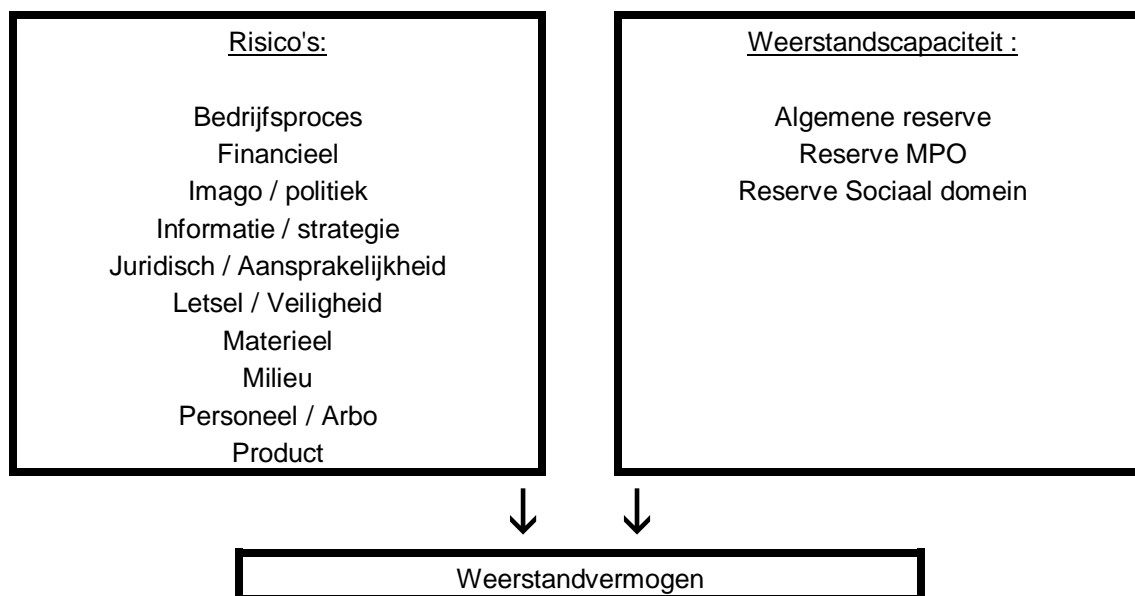 Risico's:
Bedrijfsproces
Financieel
Imago / politiek
Informatie / strategie
Juridisch / Aansprakelijkheid
Letsel / Veiligheid
Materieel
Milieu
Personeel / Arbo
Product
Weerstandscapaciteit :
Algemene reserve
Reserve MPO
Reserve Sociaal domein
Weerstandvermogen